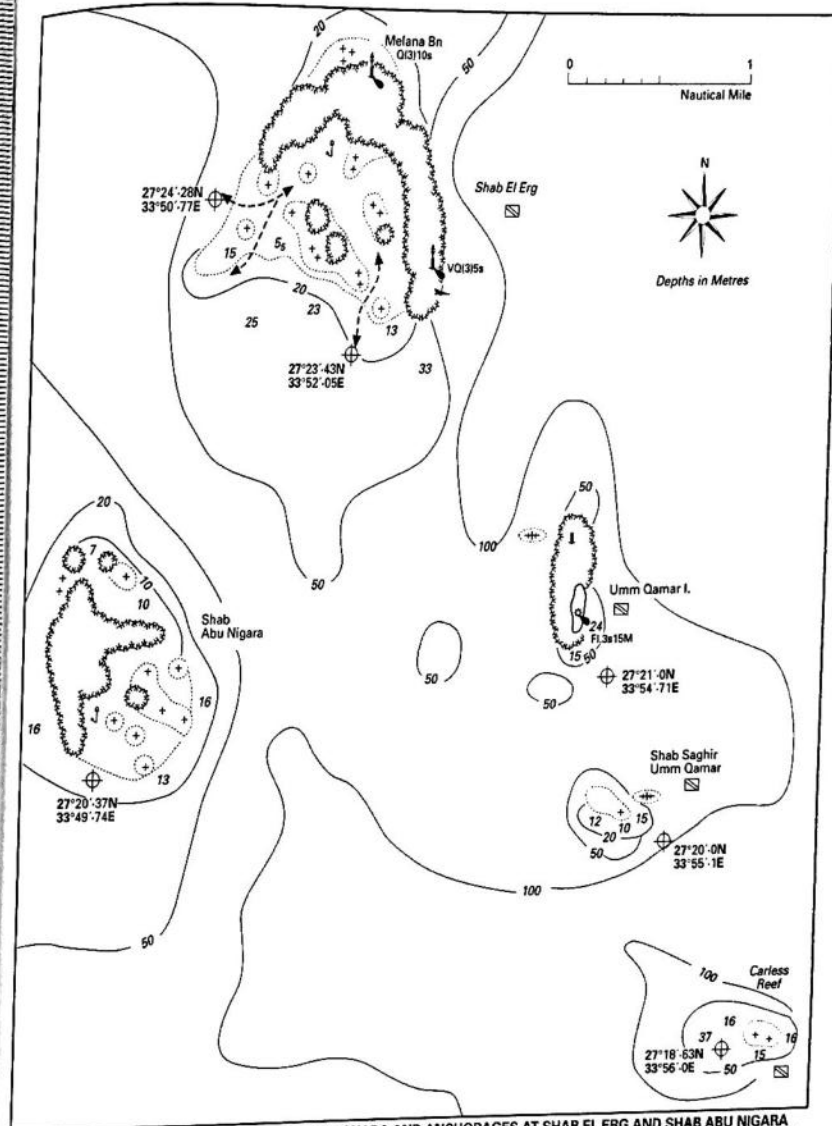 20
Melana Bn
Q(3)10s
50
0 1
Nautical Mile
N
Depths in Metres
Shab El Erg
27°24'·28N
33°50'·77E
15
5₅
VQ(3)5s
20
23
25
13
33
27°23'·43N
33°52'·05E
50
100
50
20
7
10
10
Shab
Abu Nigara
16
16
13
27°20'·37N
33°49'·74E
50
Umm Qamar I.
24
Fl.3s15M
15
50
27°21'·0N
33°54'·71E
50
50
Shab Saghir
Umm Qamar
12
10
15
20
50
27°20'·0N
33°55'·1E
100
50
Carless
Reef
100
16
37
16
15
27°18'·63N
33°56'·0E
50
AND ANCHORAGES AT SHAB EL ERG AND SHAB ABU NIGARA